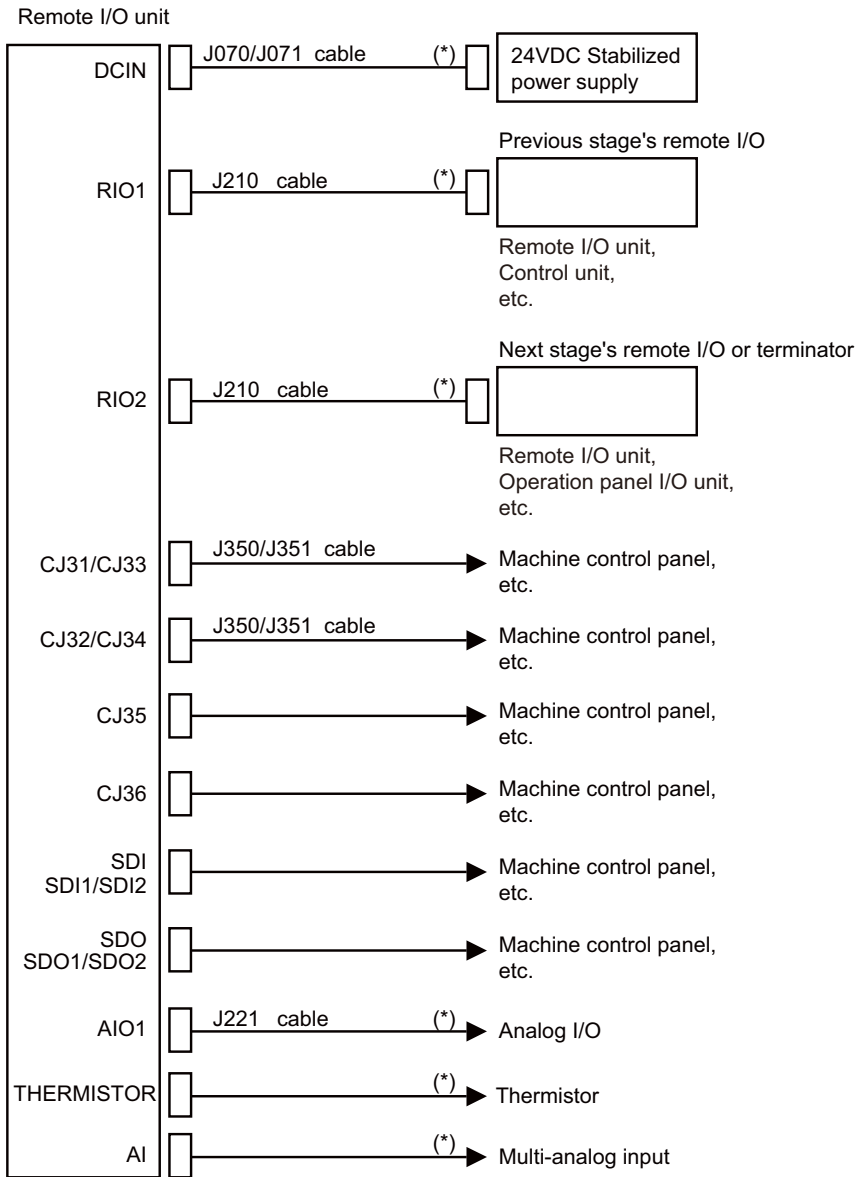 Remote I/O unit
DCIN
J070/J071 cable
(*)
24VDC Stabilized
power supply
Previous stage's remote I/O
RIO1
J210 cable
(*)
Remote I/O unit,
Control unit,
etc.
Next stage's remote I/O or terminator
RIO2
J210 cable
(*)
Remote I/O unit,
Operation panel I/O unit,
etc.
CJ31/CJ33
J350/J351 cable
Machine control panel,
etc.
CJ32/CJ34
J350/J351 cable
Machine control panel,
etc.
CJ35
Machine control panel,
etc.
CJ36
Machine control panel,
etc.
SDI
SDI1/SDI2
Machine control panel,
etc.
SDO
SDO1/SDO2
Machine control panel,
etc.
AIO1
J221 cable
(*)
Analog I/O
THERMISTOR
(*)
Thermistor
AI
(*)
Multi-analog input